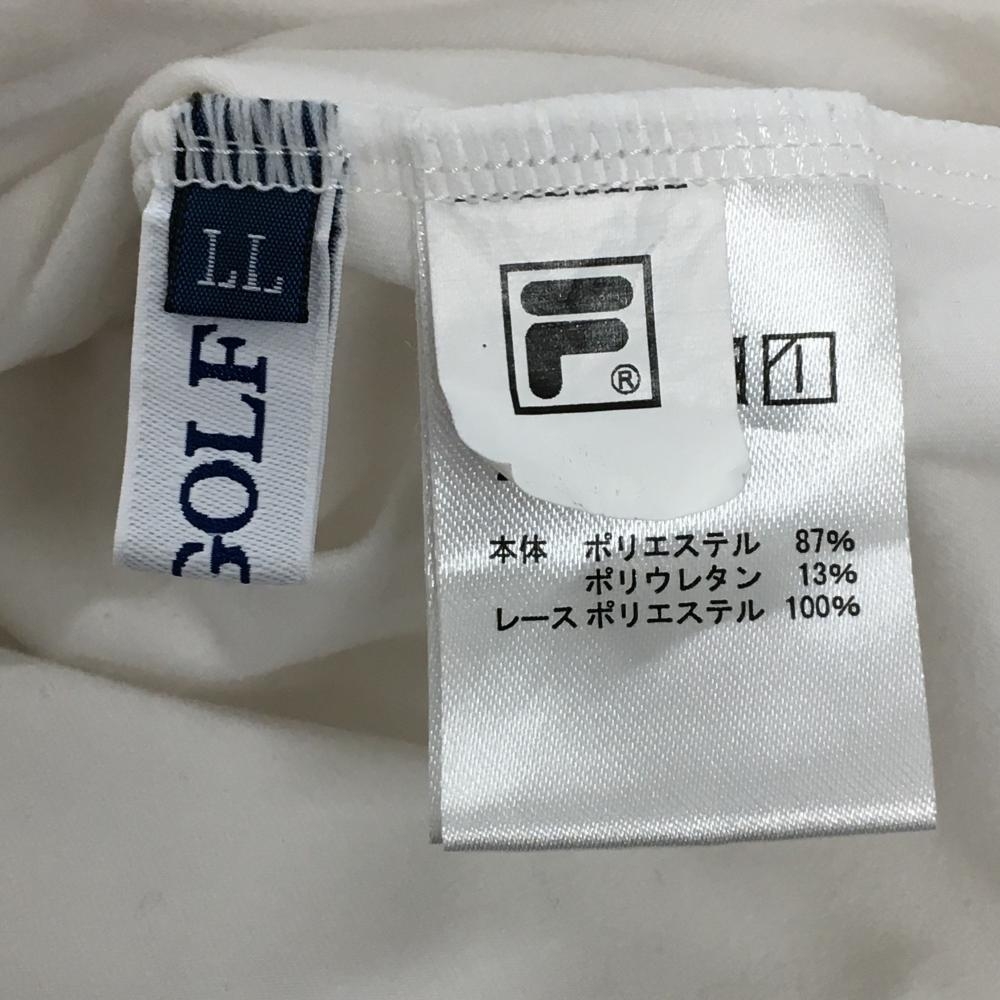 LL
GOLF
F
®
本体 ポリエステル 87%
ポリウレタン 13%
レース ポリエステル 100%